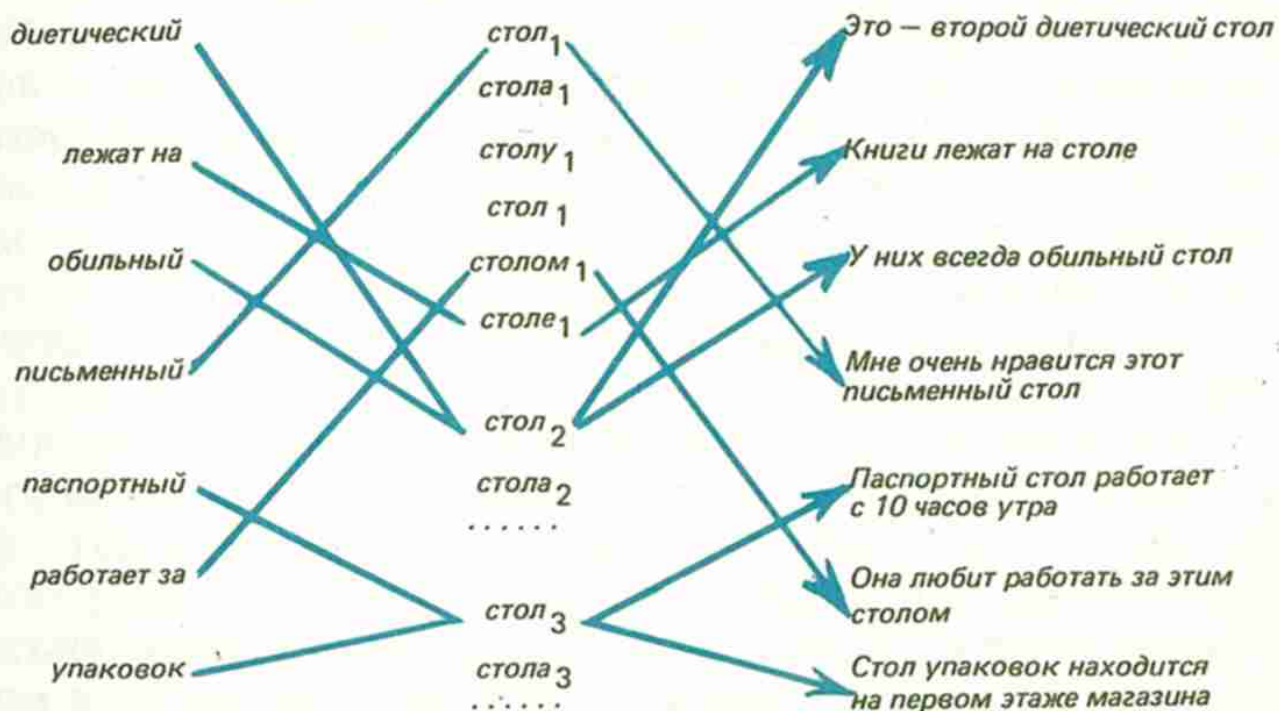 диетический
лежат на
обильный
письменный
паспортный
работает за
упаковок
стол 1
стола 1
столу 1
стол 1
столом 1
столе 1
стол 2
стола 2
......
стол 3
стола 3
......
Это — второй диетический стол
Книги лежат на столе
У них всегда обильный стол
Мне очень нравится этот
письменный стол
Паспортный стол работает
с 10 часов утра
Она любит работать за этим
столом
Стол упаковок находится
на первом этаже магазина